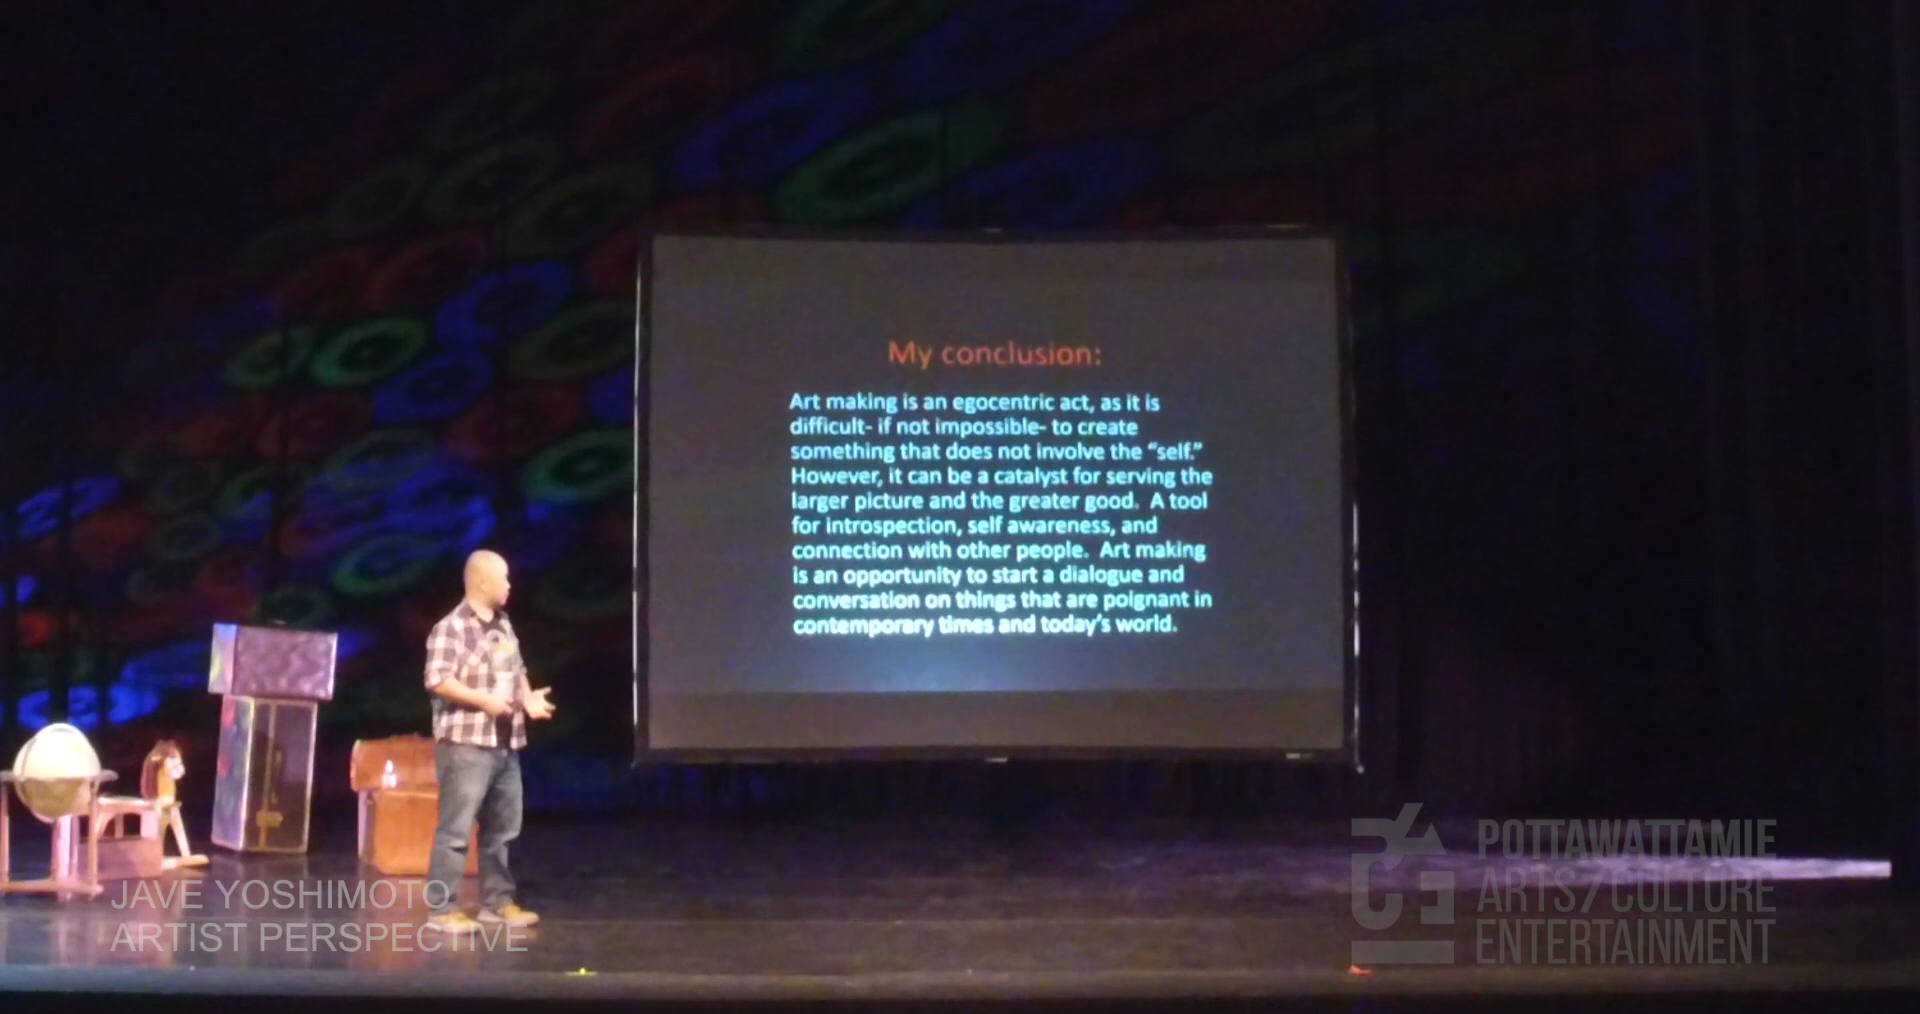 My conclusion:
Art making is an egocentric act, as it is
difficult- if not impossible- to create
something that does not involve the “self.”
However, it can be a catalyst for serving the
larger picture and the greater good.  A tool
for introspection, self awareness, and
connection with other people.  Art making
is an opportunity to start a dialogue and
conversation on things that are poignant in
contemporary times and today’s world.
JAVE YOSHIMOTO
ARTIST PERSPECTIVE
POTTAWATTAMIE
ARTS/CULTURE
ENTERTAINMENT